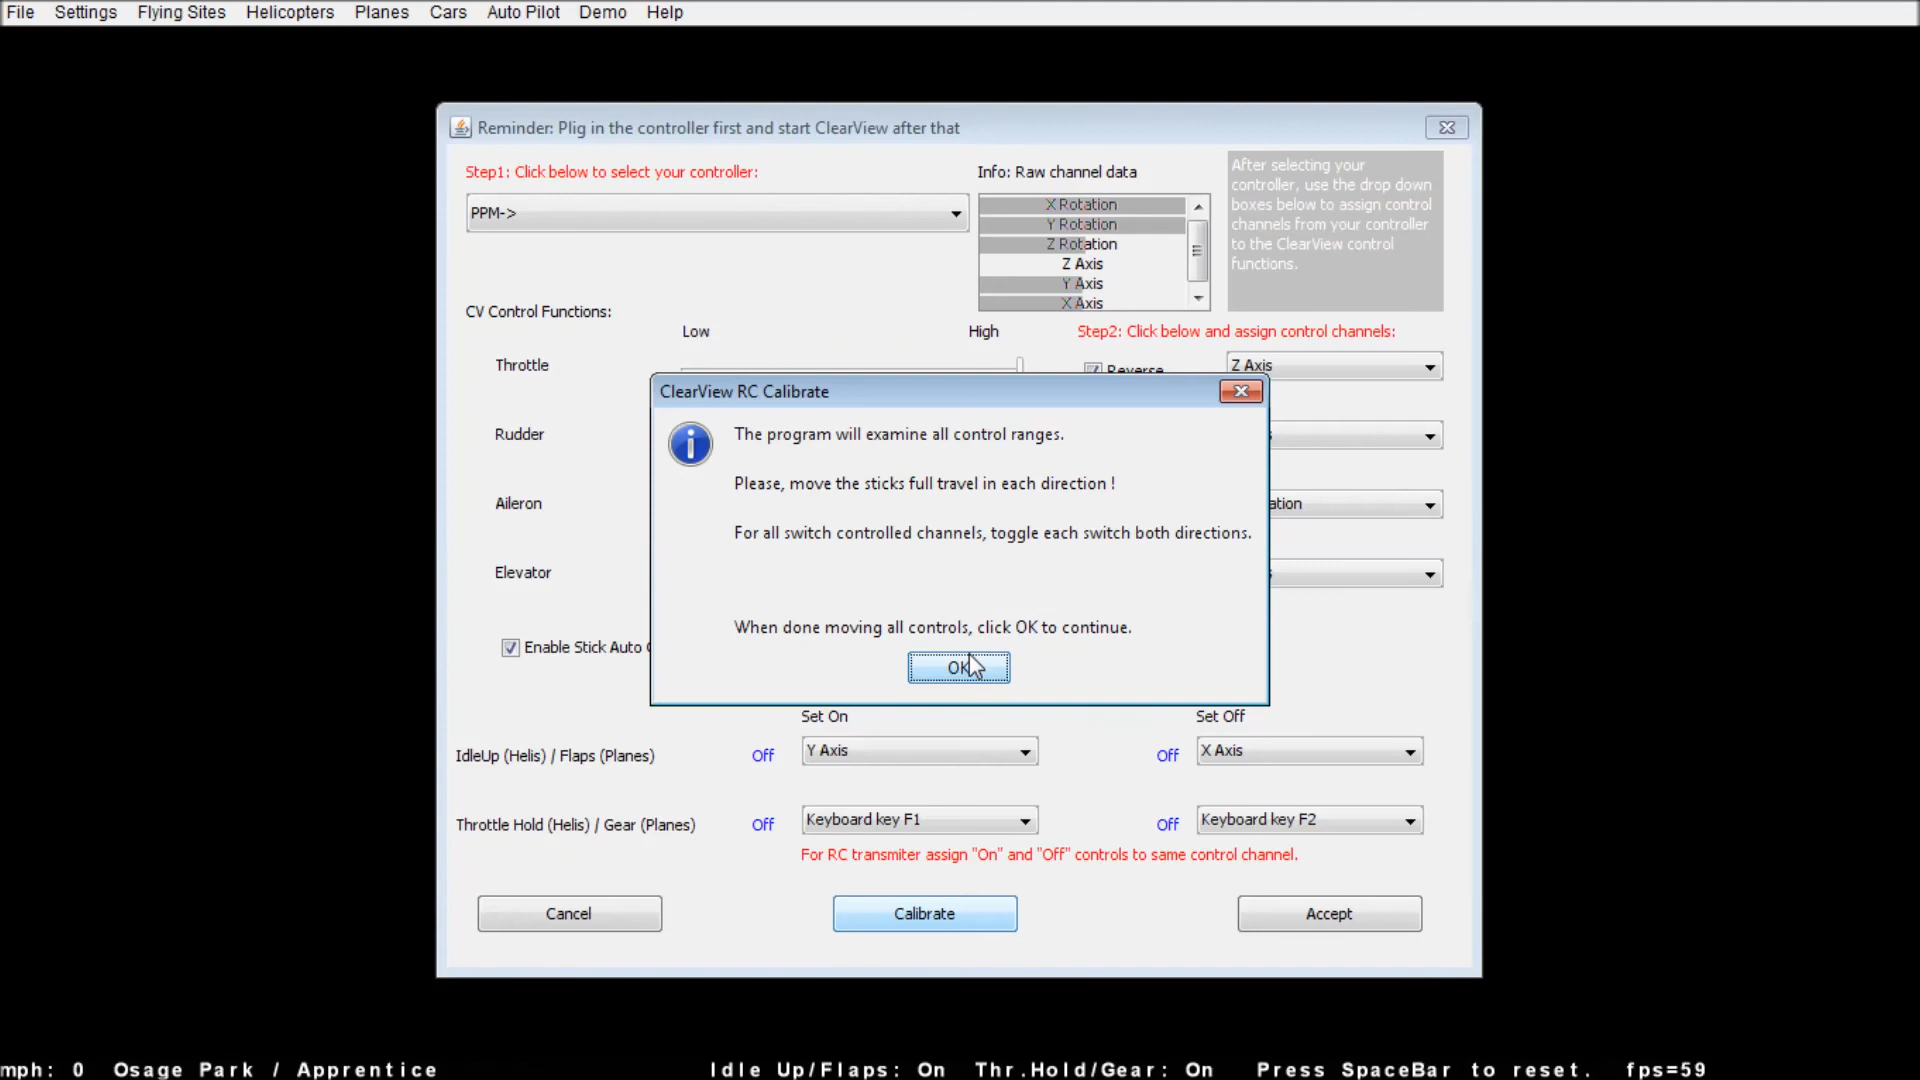 File Settings Flying Sites Helicopters Planes Cars Auto Pilot Demo Help
Reminder: Plig in the controller first and start ClearView after that
Step1: Click below to select your controller:
PPM->
Info: Raw channel data
X Rotation
Y Rotation
Z Rotation
Z Axis
Y Axis
X Axis
After selecting your
controller, use the drop down
boxes below to assign control
channels from your controller
to the ClearView control
functions.
CV Control Functions:
Low High
Step2: Click below and assign control channels:
Throttle
Reverse
Z Axis
Rudder
Aileron
Elevator
Enable Stick Auto
ClearView RC Calibrate
The program will examine all control ranges.
Please, move the sticks full travel in each direction !
For all switch controlled channels, toggle each switch both directions.
When done moving all controls, click OK to continue.
OK
Set On Set Off
IdleUp (Helis) / Flaps (Planes) Off Y Axis Off X Axis
Throttle Hold (Helis) / Gear (Planes) Off Keyboard key F1 Off Keyboard key F2
For RC transmiter assign "On" and "Off" controls to same control channel.
Cancel Calibrate Accept
mph: 0 Osage Park / Apprentice Idle Up/Flaps: On Thr.Hold/Gear: On Press SpaceBar to reset. fps=59